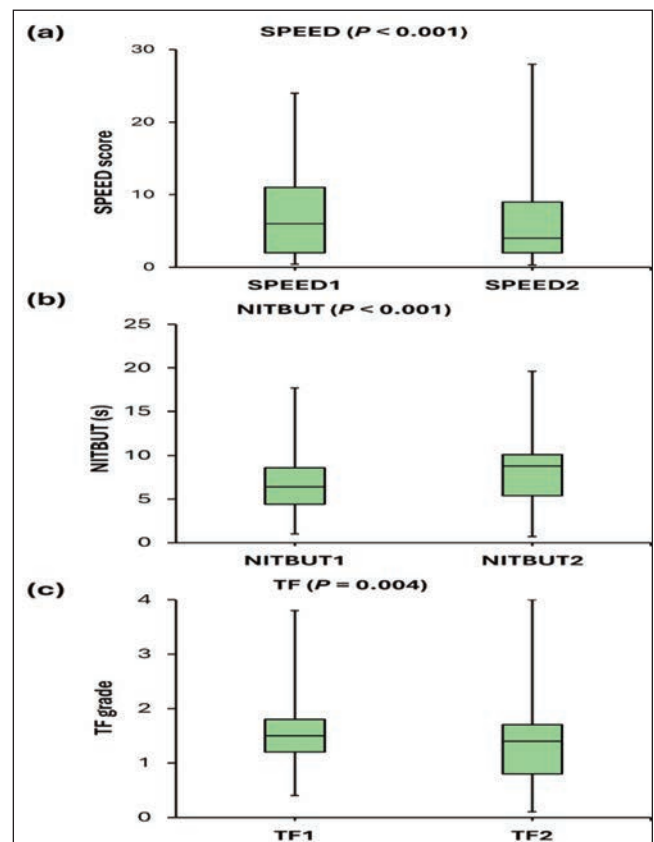 (a)
SPEED (P < 0.001)
30
20
10
0
SPEED score
SPEED1 SPEED2
(b)
NITBUT (P < 0.001)
25
20
15
10
5
0
NITBUT (s)
NITBUT1 NITBUT2
(c)
TF (P = 0.004)
4
3
2
1
0
TF grade
TF1 TF2